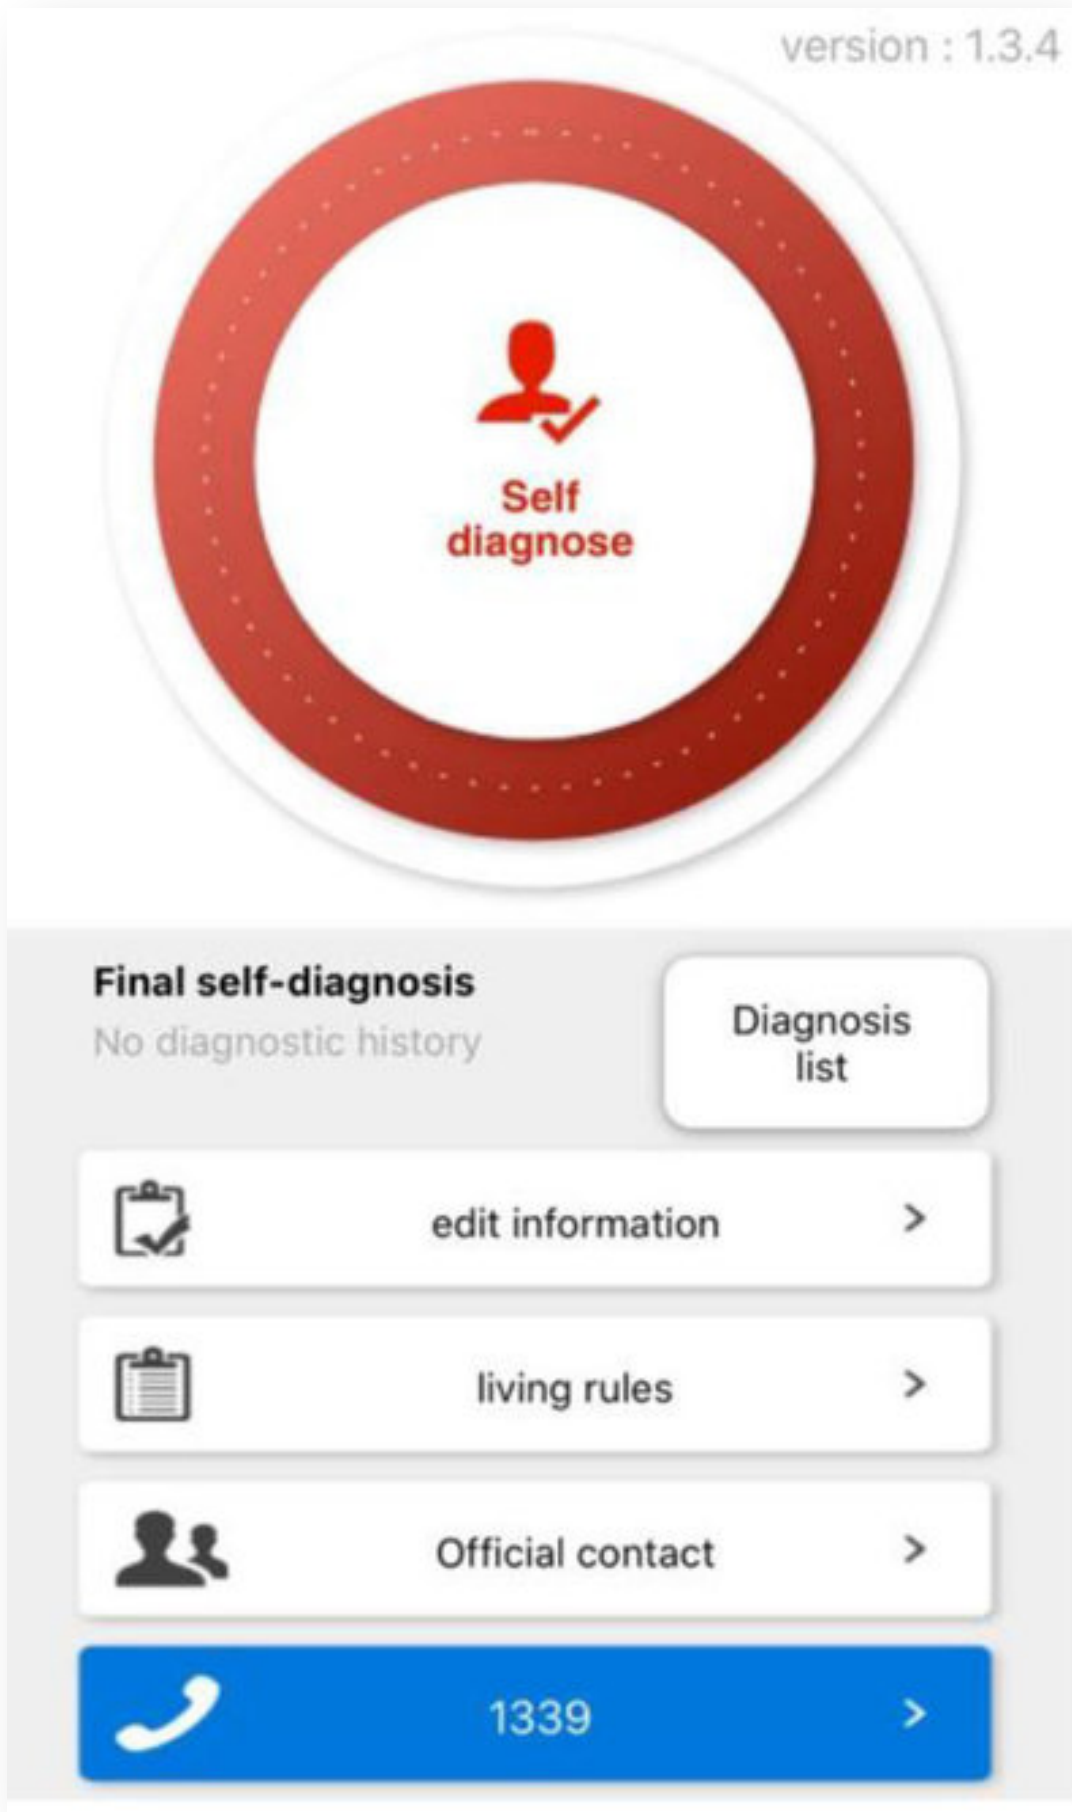 version : 1.3.4
Self
diagnose
Final self-diagnosis
No diagnostic history
Diagnosis
list
edit information
living rules
Official contact
1339